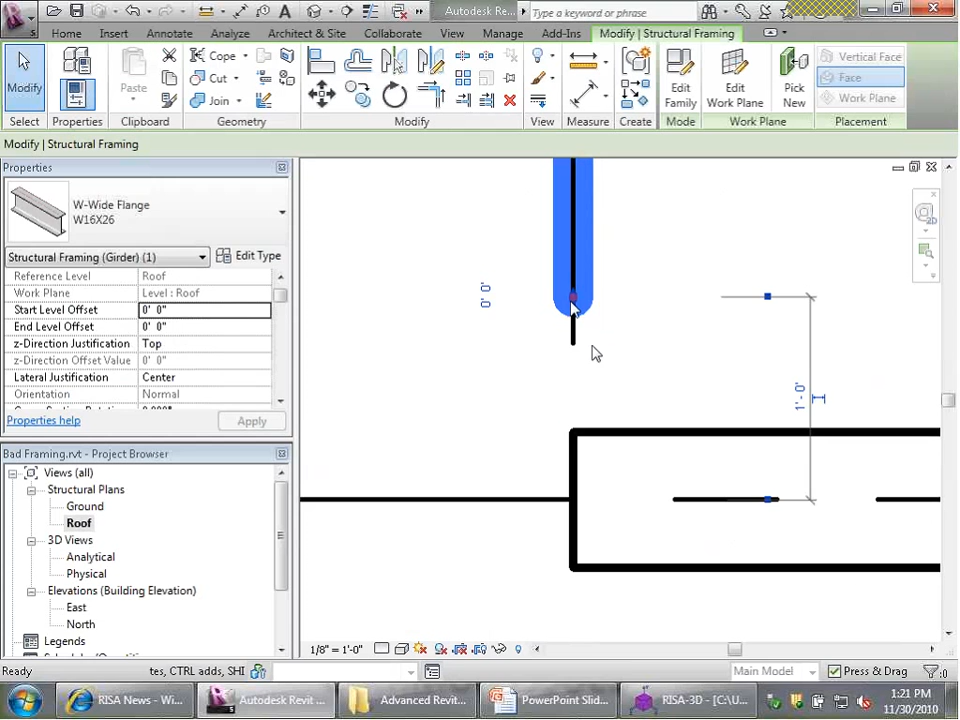 Autodesk Re...
Type a keyword or phrase
Home Insert Annotate Analyze Architect & Site Collaborate View Manage Add-Ins Modify | Structural Framing
Modify
Properties
Paste
Cope
Cut
Join
Edit Family
Edit Work Plane
Pick New
Vertical Face
Face
Work Plane
Select Properties Clipboard Geometry Modify View Measure Create Mode Work Plane Placement
Modify | Structural Framing
Properties
W-Wide Flange
W16X26
Structural Framing (Girder) (1) Edit Type
Reference Level Roof
Work Plane Level : Roof
Start Level Offset 0' 0"
End Level Offset 0' 0"
z-Direction Justification Top
z-Direction Offset Value 0' 0"
Lateral Justification Center
Orientation Normal
Properties help Apply
Bad Framing.rvt - Project Browser
Views (all)
Structural Plans
Ground
Roof
3D Views
Analytical
Physical
Elevations (Building Elevation)
East
North
Legends
2D
0' 0'
1' - 0"
1/8" = 1'-0"
Ready tes, CTRL adds, SHI Main Model Press & Drag :0
RISA News - Wi... Autodesk Revit... Advanced Revit... PowerPoint Slid... RISA-3D - [C:\U... 1:21 PM
11/30/2010